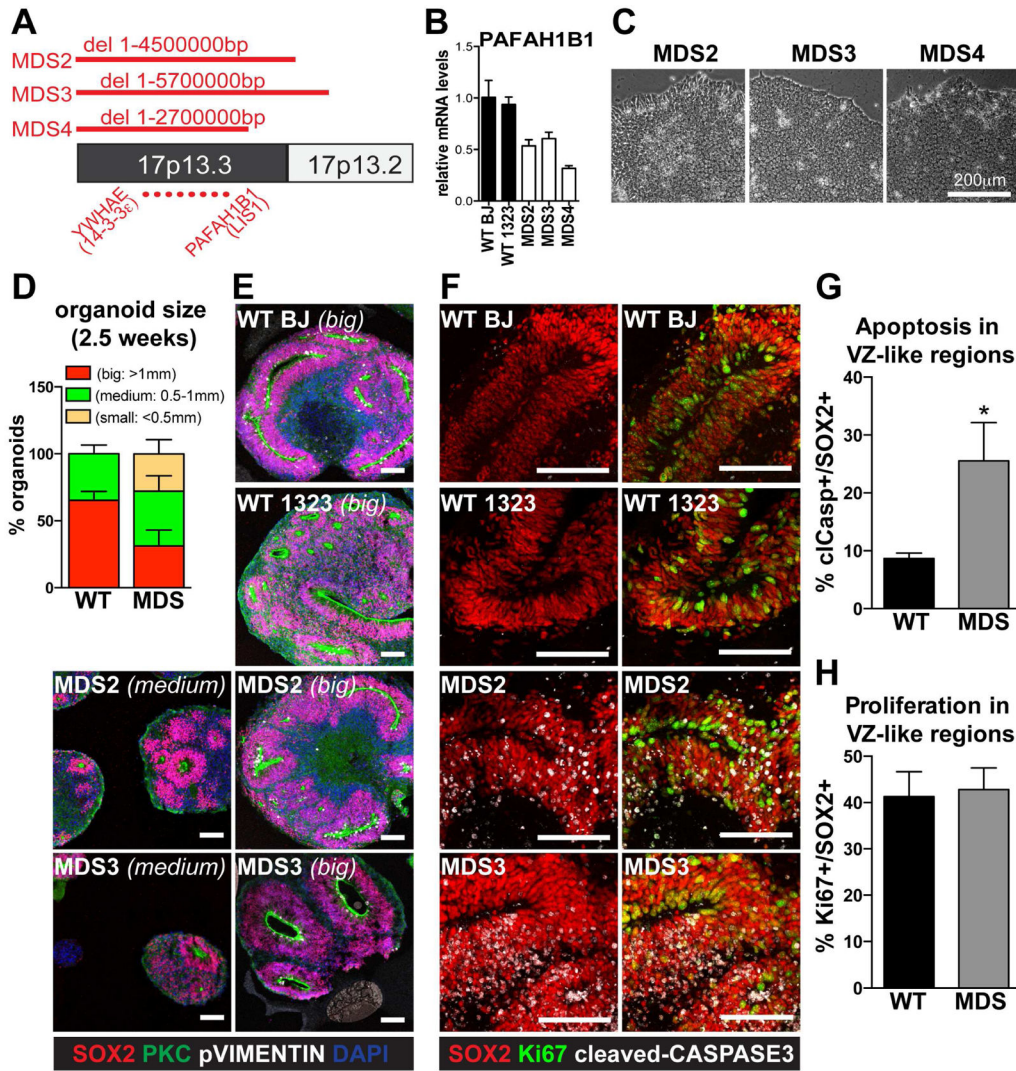 A
MDS2
del 1-4500000bp
MDS3
del 1-5700000bp
MDS4
del 1-2700000bp
17p13.3
17p13.2
YWHAE
(14-3-3ε)
PAFAH1B1
(LIS1)
B
PAFAH1B1
relative mRNA levels
1.5
1.0
0.5
0.0
WT BJ
WT 1323
MDS2
MDS3
MDS4
C
MDS2
MDS3
MDS4
200μm
D
organoid size
(2.5 weeks)
150
100
50
0
% organoids
(big: >1mm)
(medium: 0.5-1mm)
(small: <0.5mm)
WT
MDS
E
WT BJ (big)
WT 1323 (big)
MDS2 (medium)
MDS2 (big)
MDS3 (medium)
MDS3 (big)
SOX2 PKC pVIMENTIN DAPI
F
WT BJ
WT 1323
MDS2
MDS3
SOX2 Ki67 cleaved-CASPASE3
G
Apoptosis in
VZ-like regions
% clCasp+/SOX2+
40
30
20
10
0
*
WT
MDS
H
Proliferation in
VZ-like regions
% Ki67+/SOX2+
50
40
30
20
10
0
WT
MDS